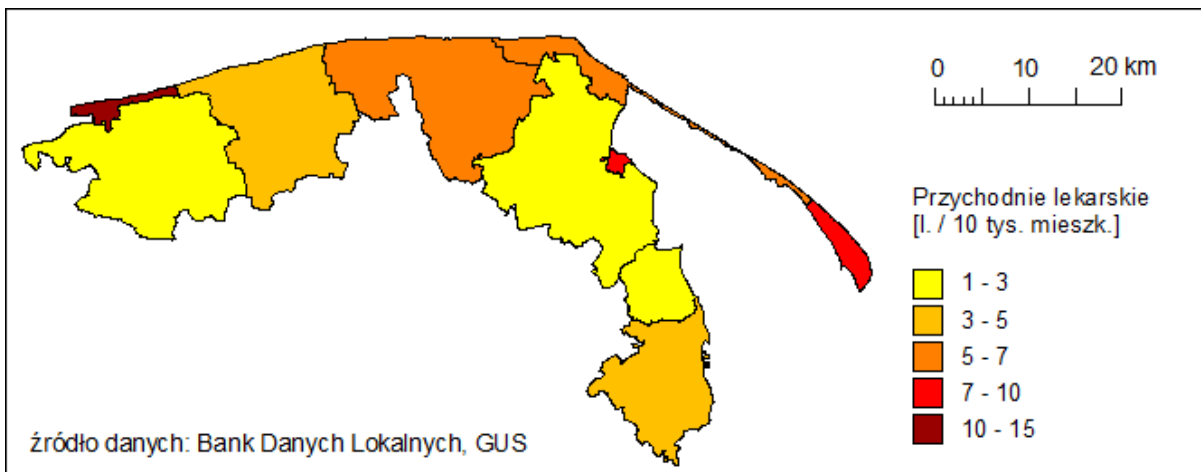 0 10 20 km
Przychodnie lekarskie
[l. / 10 tys. mieszk.]
1 - 3
3 - 5
5 - 7
7 - 10
10 - 15
źródło danych: Bank Danych Lokalnych, GUS